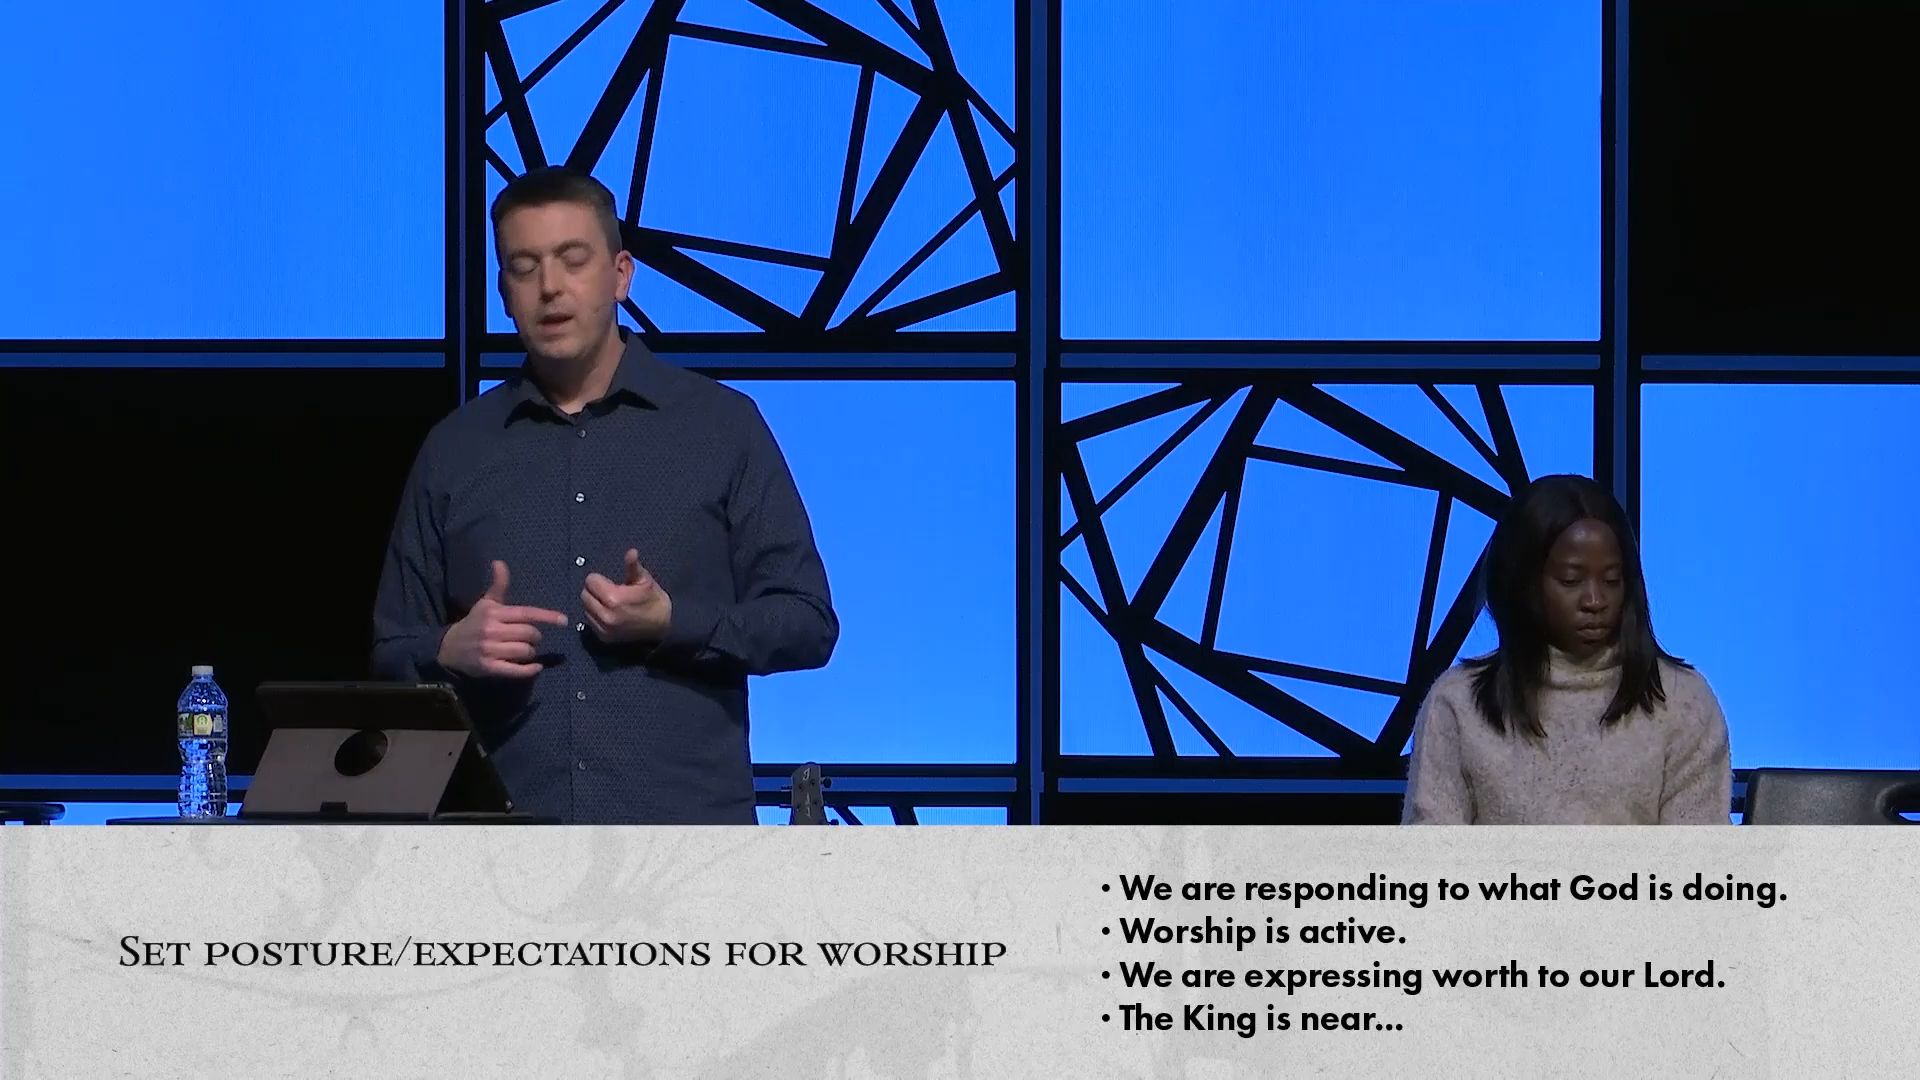 Set posture/expectations for worship
• We are responding to what God is doing.
• Worship is active.
• We are expressing worth to our Lord.
• The King is near...